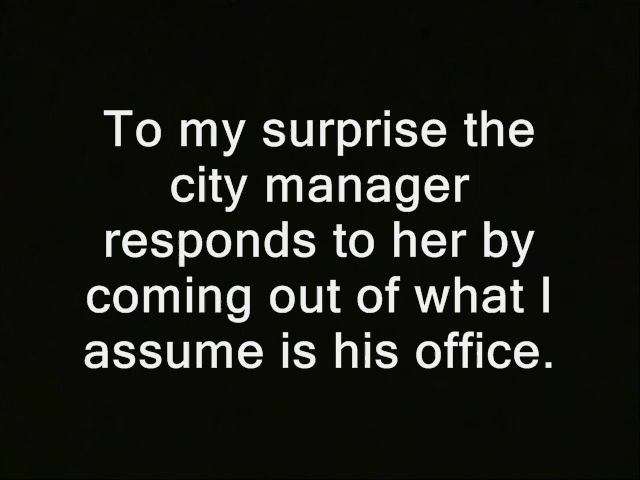 To my surprise the
city manager
responds to her by
coming out of what I
assume is his office.